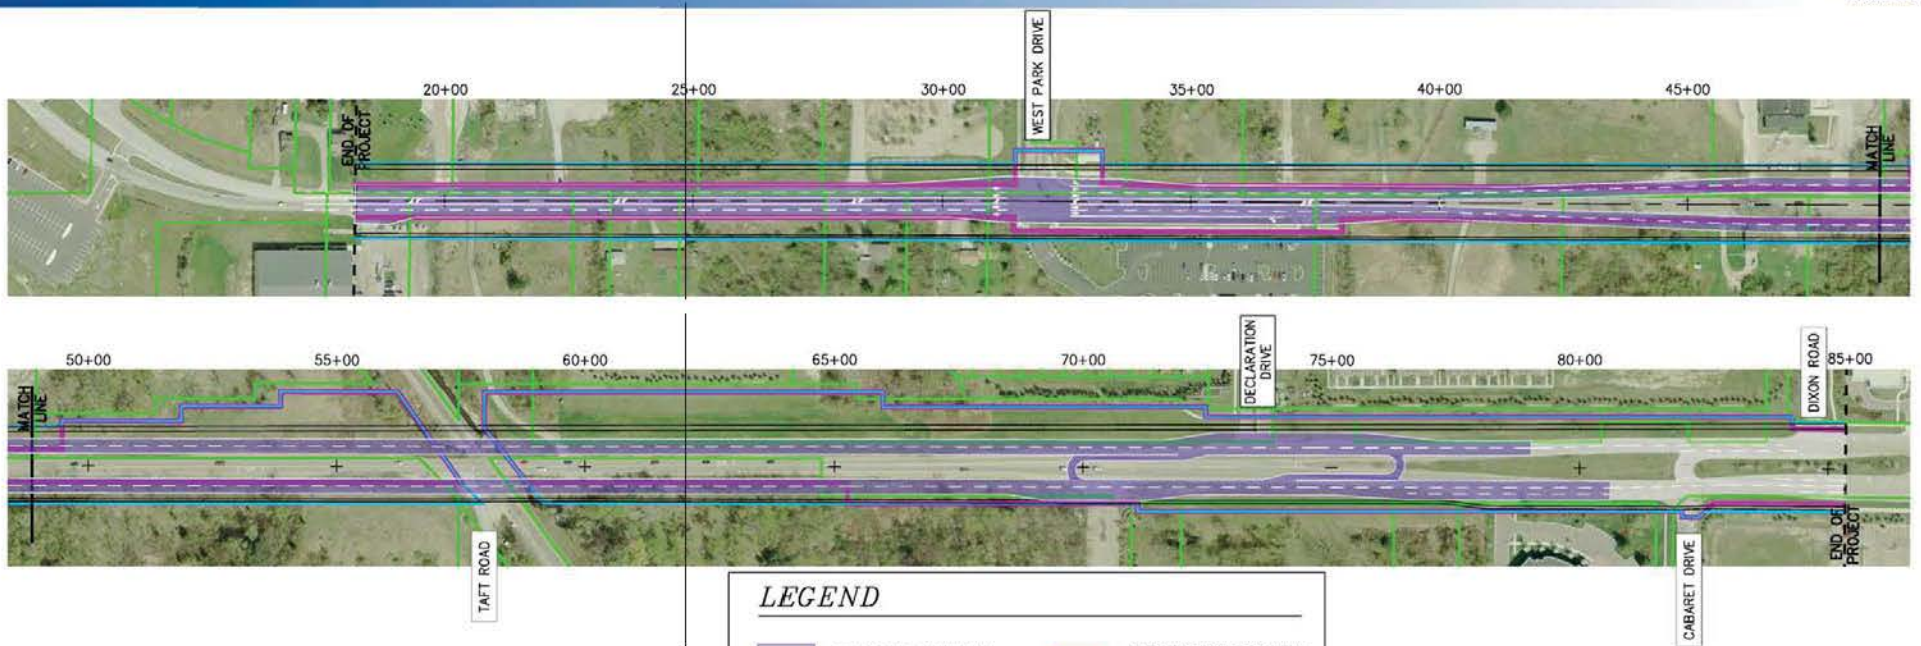 WEST PARK DRIVE
20+00 25+00 30+00 35+00 40+00 45+00
END OF
PROJECT
MATCH
LINE
50+00 55+00 60+00 65+00 70+00 75+00 80+00 85+00
DECLARATION
DRIVE
DIXON ROAD
MATCH
LINE
END OF
PROJECT
TAFT ROAD
CABARET DRIVE
LEGEND